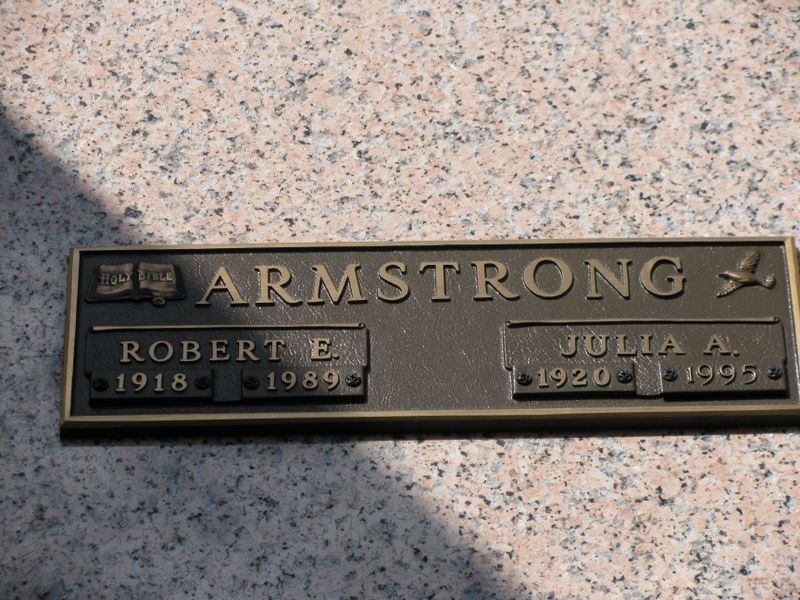 HOLY BIBLE
ARMSTRONG
ROBERT E.
1918 1989
JULIA A.
1920 1995